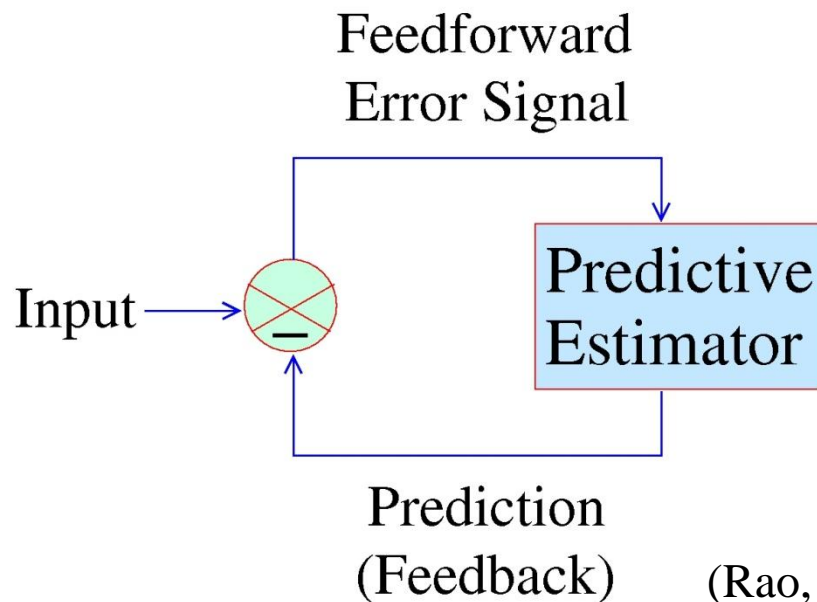 Feedforward
Error Signal
Input
Predictive
Estimator
Prediction
(Feedback)
(Rao,